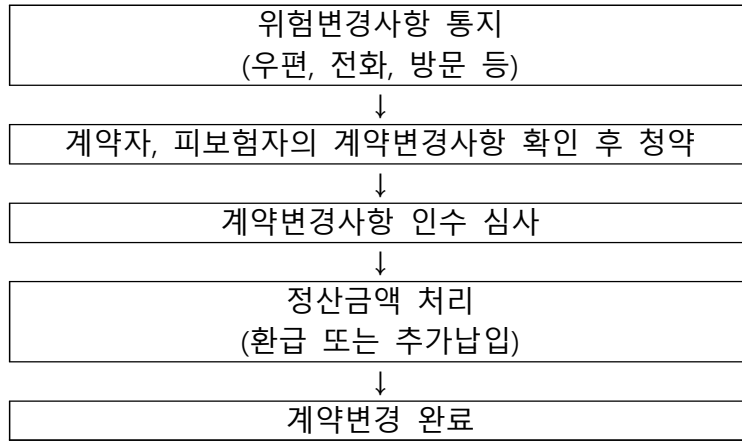 위험변경사항 통지
(우편, 전화, 방문 등)
↓
계약자, 피보험자의 계약변경사항 확인 후 청약
↓
계약변경사항 인수 심사
↓
정산금액 처리
(환급 또는 추가납입)
↓
계약변경 완료